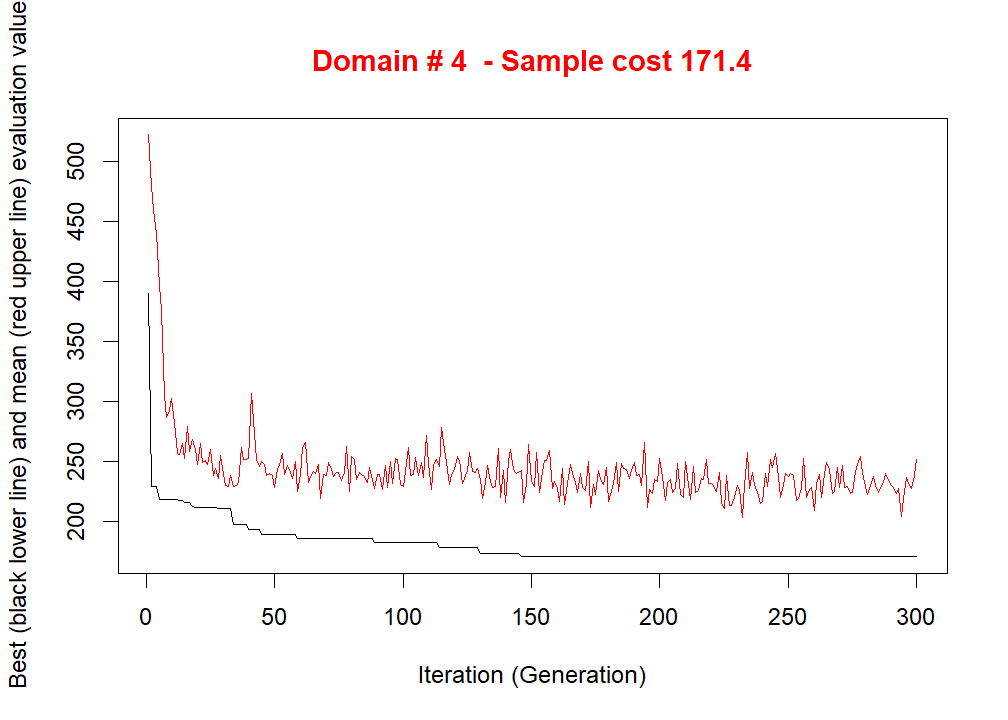 Domain # 4  - Sample cost 171.4
Best (black lower line) and mean (red upper line) evaluation value
500
450
400
350
300
250
200
0 50 100 150 200 250 300
Iteration (Generation)